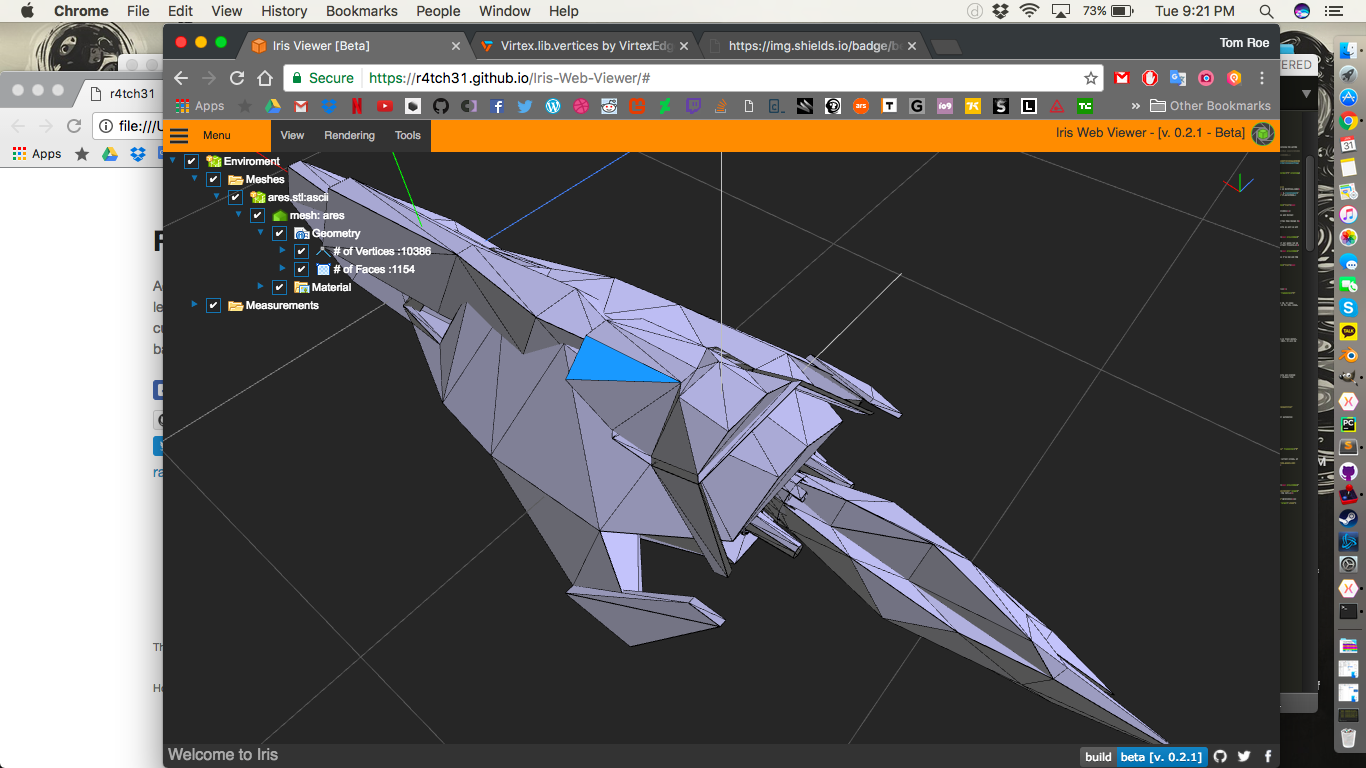 Chrome File Edit View History Bookmarks People Window Help 73% Tue 9:21 PM
Iris Viewer [Beta] Virtex.lib.vertices by VirtexEdg https://img.shields.io/badge/b Tom Roe
r4tch31
Secure https://r4tch31.github.io/Iris-Web-Viewer/#
file:///U
Apps Other Bookmarks
Apps
Menu View Rendering Tools Iris Web Viewer - [v. 0.2.1 - Beta]
Enviroment
Meshes
ares.stl:ascii
mesh: ares
Geometry
# of Vertices :10386
# of Faces :1154
Material
Measurements
Welcome to Iris build beta [v. 0.2.1]